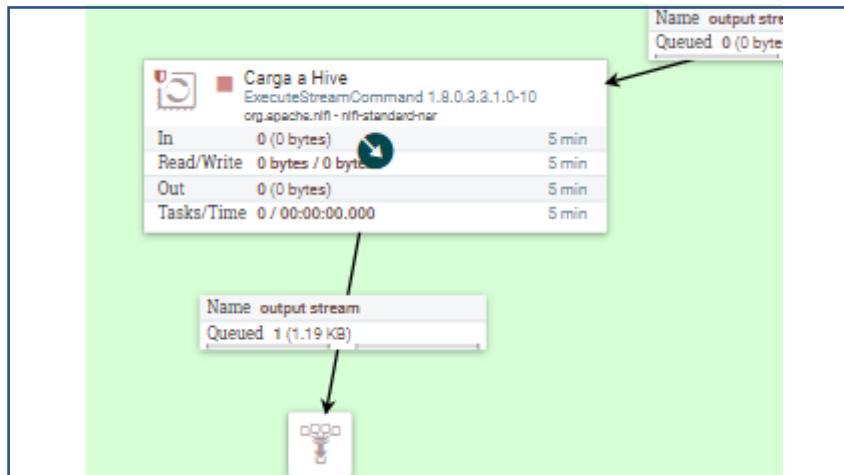 Name output stre
Queued 0 (0 byte
Carga a Hive
ExecuteStreamCommand 1.8.0.3.3.1.0-10
org.apache.nifi - nifi-standard-nar
In 0 (0 bytes) 5 min
Read/Write 0 bytes / 0 bytes 5 min
Out 0 (0 bytes) 5 min
Tasks/Time 0 / 00:00:00.000 5 min
Name output stream
Queued 1 (1.19 KB)